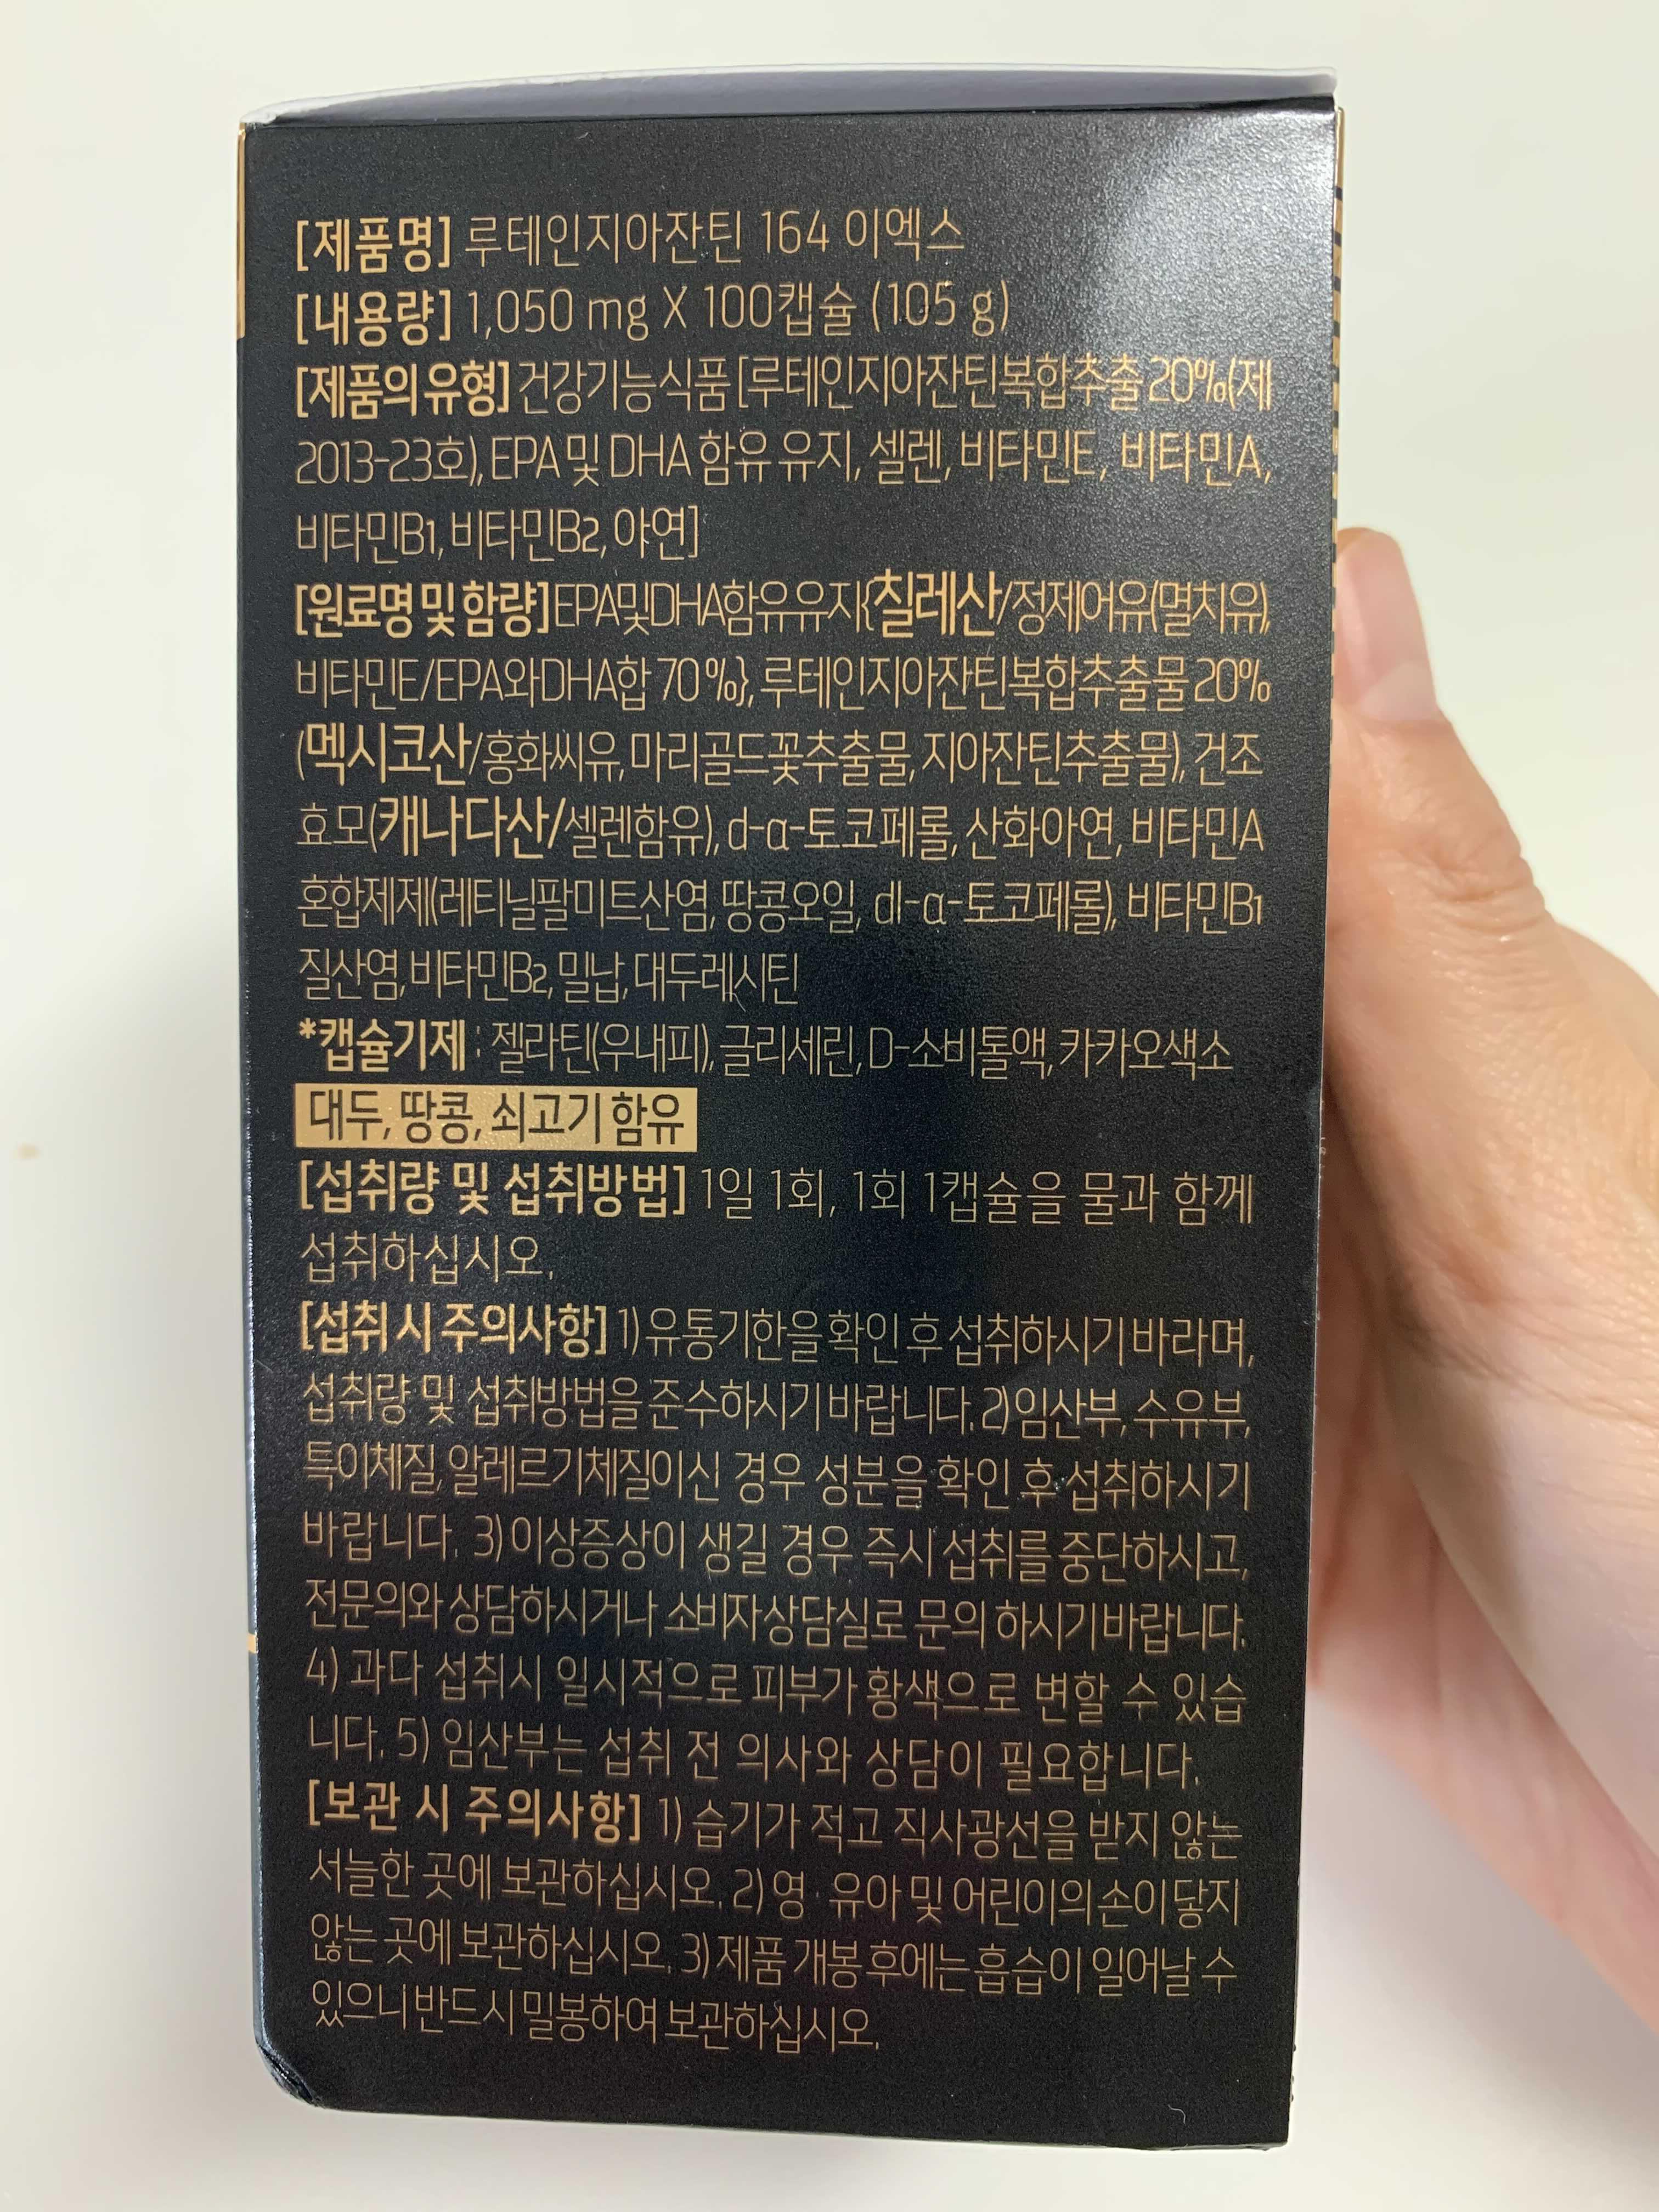 [제품명] 루테인지아잔틴 164 이엑스
[내용량] 1,050 mg X 100캡슐 (105 g)
[제품의 유형] 건강기능식품 [루테인지아잔틴복합추출20%(제
2013-23호), EPA 및 DHA 함유 유지, 셀렌, 비타민E, 비타민A,
비타민B1, 비타민B2, 아연]
[원료명 및 함량] EPA및DHA함유유지{칠레산/정제어유(멸치유),
비타민E/EPA와DHA합 70%}, 루테인지아잔틴복합추출물20%
(멕시코산/홍화씨유, 마리골드꽃추출물, 지아잔틴추출물), 건조
효모(캐나다산/셀렌함유), d-α-토코페롤, 산화아연, 비타민A
혼합제제(레티닐팔미트산염, 땅콩오일, dl-α-토코페롤), 비타민B1
질산염, 비타민B2, 밀납, 대두레시틴
*캡슐기제 : 젤라틴(우내피), 글리세린, D-소비톨액, 카카오색소
대두, 땅콩, 쇠고기 함유
[섭취량 및 섭취방법] 1일 1회, 1회 1캡슐을 물과 함께
섭취하십시오.
[섭취 시 주의사항] 1) 유통기한을 확인 후 섭취하시기 바라며,
섭취량 및 섭취방법을 준수하시기 바랍니다. 2)임산부, 수유부,
특이체질, 알레르기체질이신 경우 성분을 확인 후 섭취하시기
바랍니다. 3) 이상증상이 생길 경우 즉시 섭취를 중단하시고,
전문의와 상담하시거나 소비자상담실로 문의 하시기 바랍니다.
4) 과다 섭취시 일시적으로 피부가 황색으로 변할 수 있습
니다. 5) 임산부는 섭취 전 의사와 상담이 필요합니다.
[보관 시 주의사항] 1) 습기가 적고 직사광선을 받지 않는
서늘한 곳에 보관하십시오. 2) 영·유아 및 어린이의 손이 닿지
않는 곳에 보관하십시오. 3) 제품 개봉 후에는 흡습이 일어날 수
있으니 반드시 밀봉하여 보관하십시오.